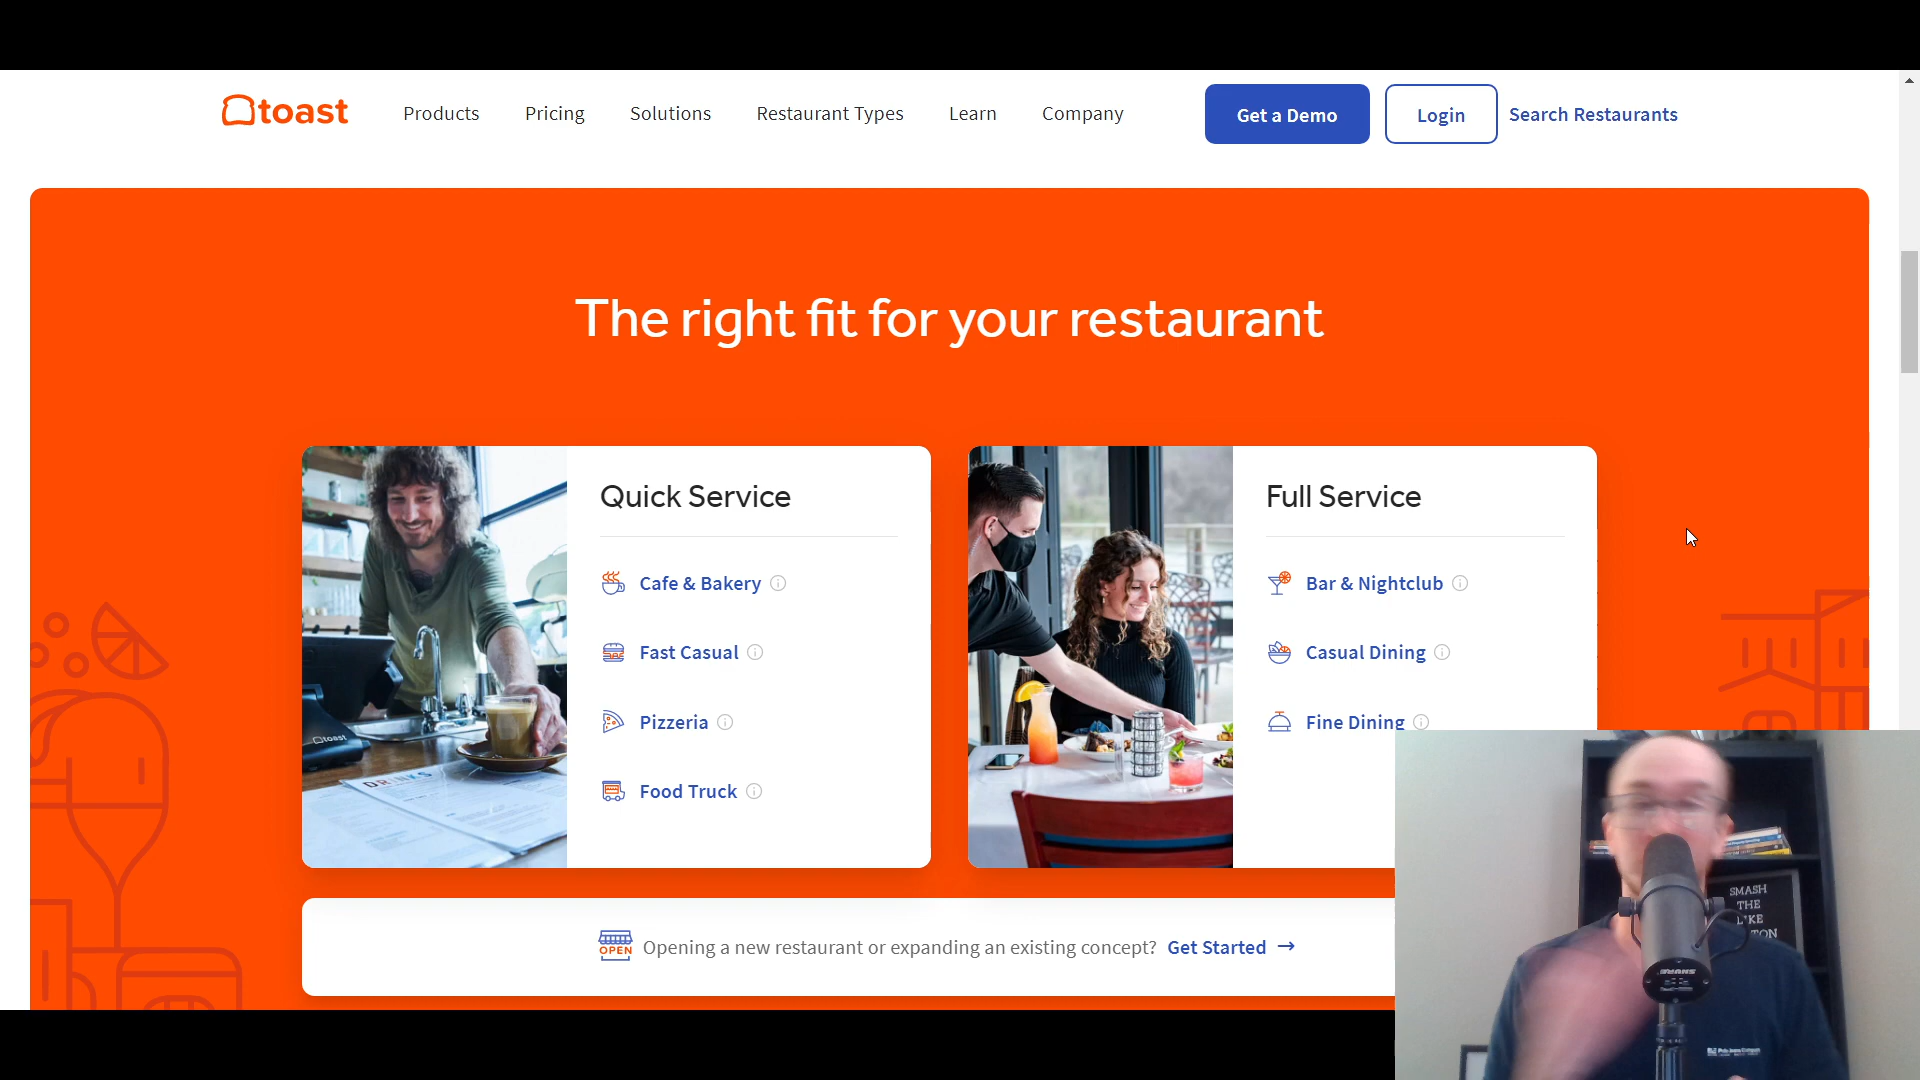 toast
Products
Pricing
Solutions
Restaurant Types
Learn
Company
Get a Demo
Login
Search Restaurants
The right fit for your restaurant
Quick Service
Cafe & Bakery
Fast Casual
Pizzeria
Food Truck
Full Service
Bar & Nightclub
Casual Dining
Fine Dining
toast
DRINKS
OPEN
Opening a new restaurant or expanding an existing concept? Get Started →
SMASH
THE